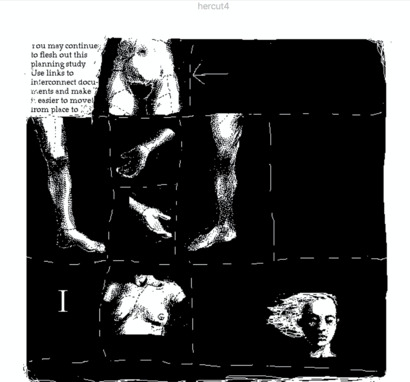 hercut4
You may continue
to flesh out this
planning study
Use links to
interconnect docu-
ments and make
it easier to move
from place to
I